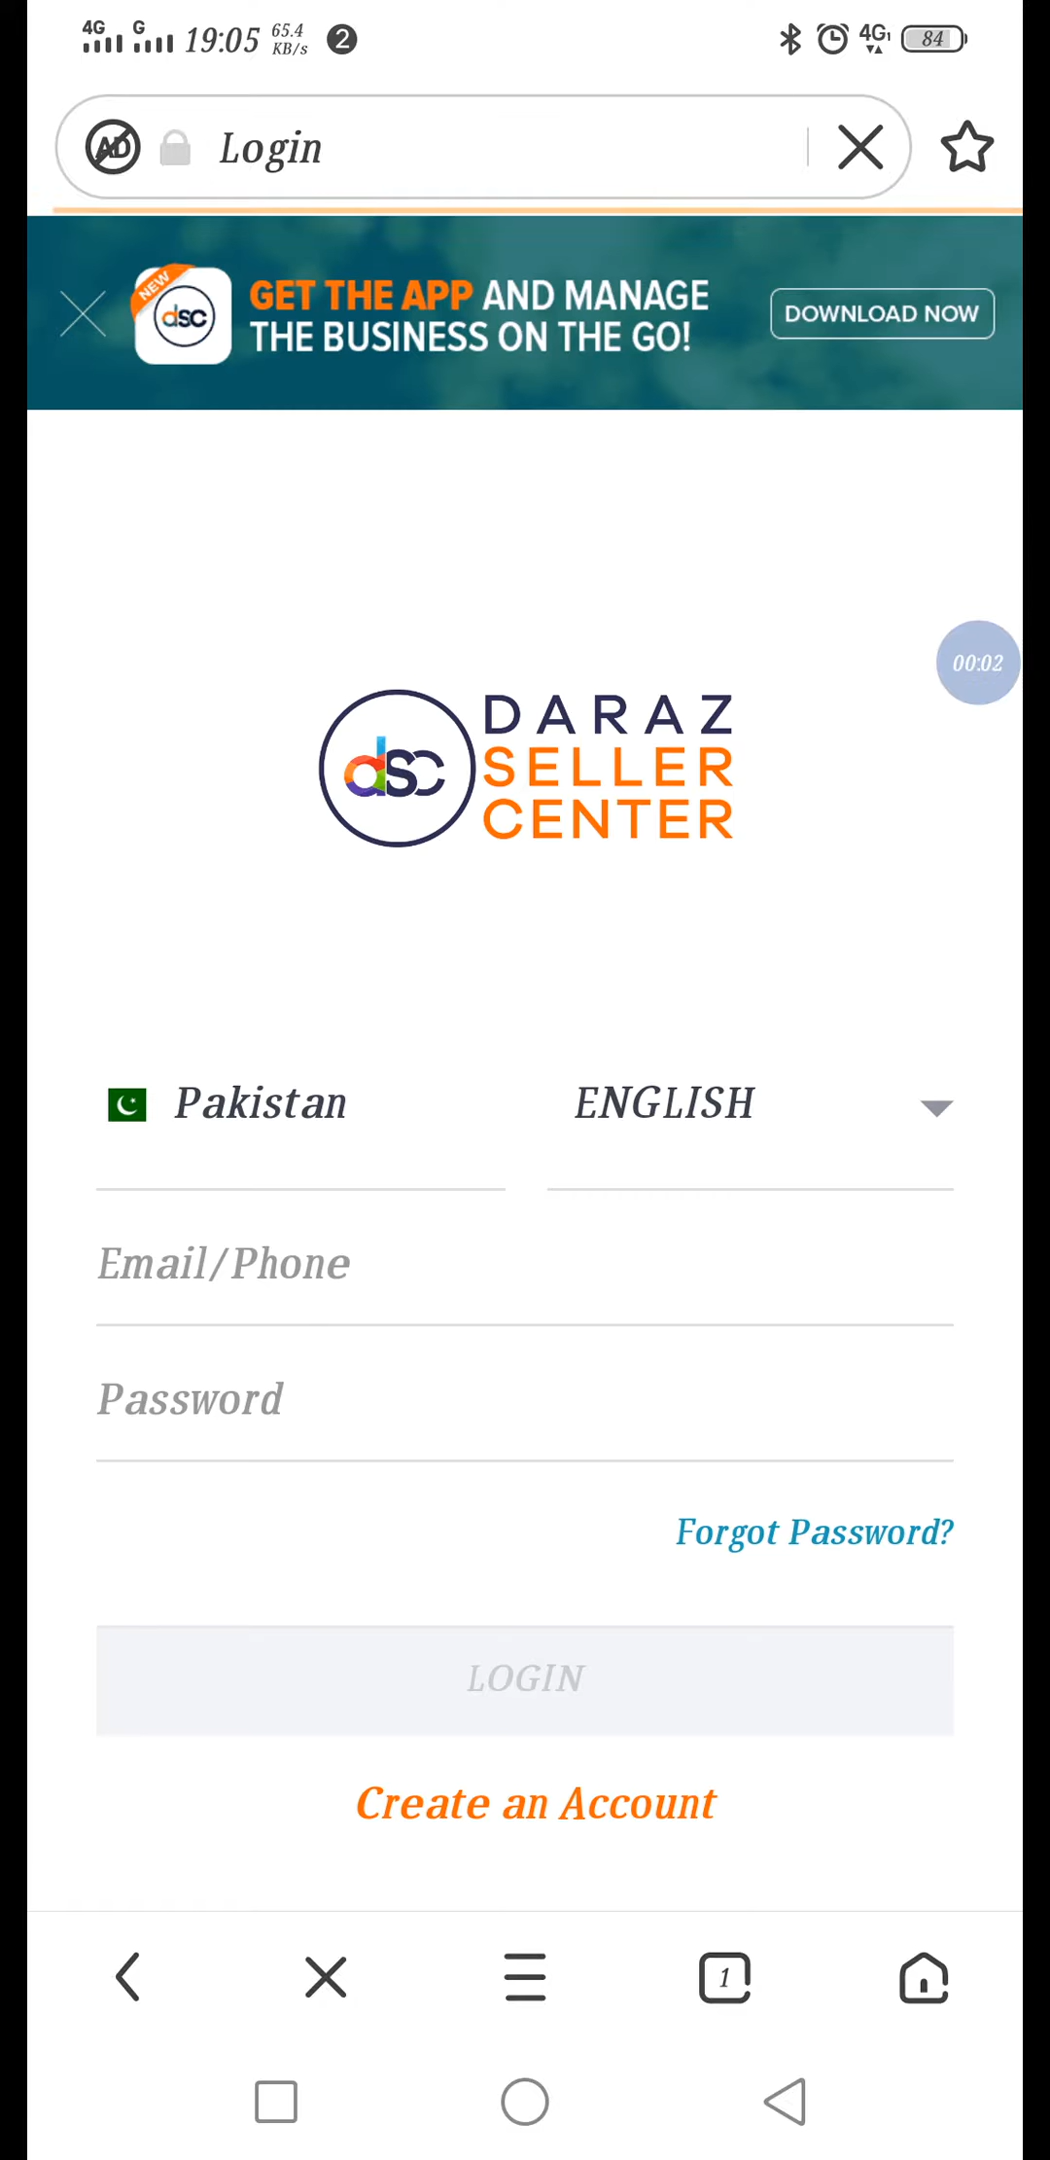 4G G 19:05 65.4 KB/s 2 4G1 84
AD Login
NEW dsc GET THE APP AND MANAGE THE BUSINESS ON THE GO! DOWNLOAD NOW
dsc
DARAZ
SELLER
CENTER
00:02
Pakistan ENGLISH
Email/Phone
Password
Forgot Password?
LOGIN
Create an Account
1